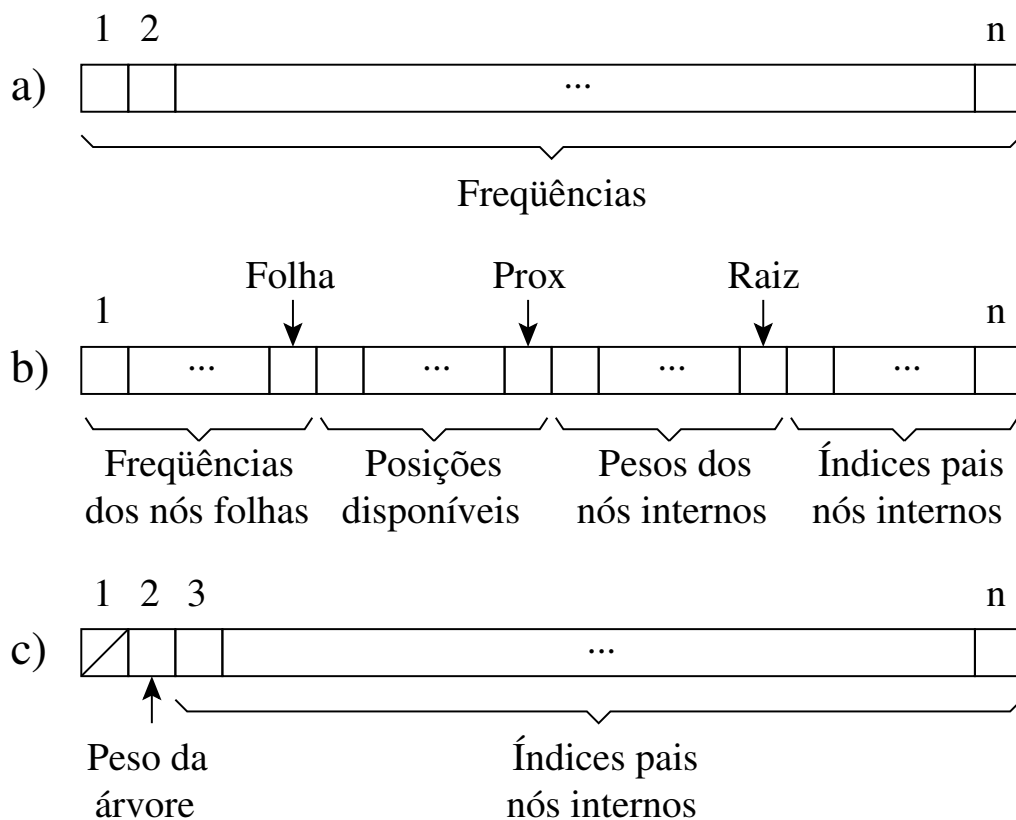 1 2 n
a) ...
Freqüências
Folha Prox Raiz
1 n
b) ... ... ... ...
Freqüências Posições Pesos dos Índices pais
dos nós folhas disponíveis nós internos nós internos
1 2 3 n
c) ...
Peso da Índices pais
árvore nós internos